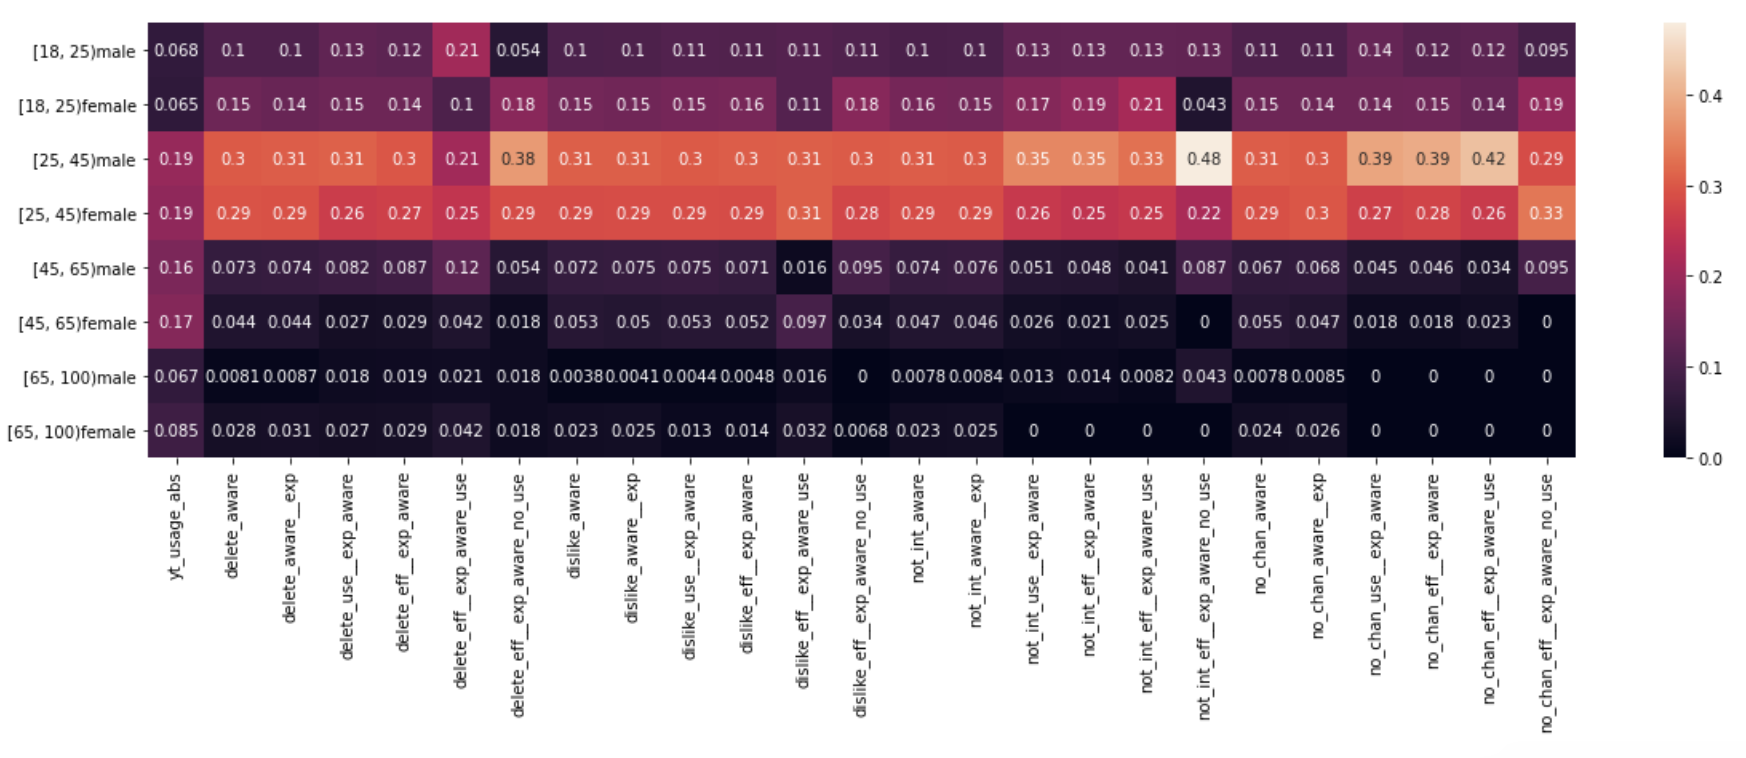 [18, 25)male 0.068 0.1 0.1 0.13 0.12 0.21 0.054 0.1 0.1 0.11 0.11 0.11 0.11 0.1 0.1 0.13 0.13 0.13 0.13 0.11 0.11 0.14 0.12 0.12 0.095
[18, 25)female 0.065 0.15 0.14 0.15 0.14 0.1 0.18 0.15 0.15 0.15 0.16 0.11 0.18 0.16 0.15 0.17 0.19 0.21 0.043 0.15 0.14 0.14 0.15 0.14 0.19
0.4
[25, 45)male 0.19 0.3 0.31 0.31 0.3 0.21 0.38 0.31 0.31 0.3 0.3 0.31 0.3 0.31 0.3 0.35 0.35 0.33 0.48 0.31 0.3 0.39 0.39 0.42 0.29
0.3
[25, 45)female 0.19 0.29 0.29 0.26 0.27 0.25 0.29 0.29 0.29 0.29 0.29 0.31 0.28 0.29 0.29 0.26 0.25 0.25 0.22 0.29 0.3 0.27 0.28 0.26 0.33
[45, 65)male 0.16 0.073 0.074 0.082 0.087 0.12 0.054 0.072 0.075 0.075 0.071 0.016 0.095 0.074 0.076 0.051 0.048 0.041 0.087 0.067 0.068 0.045 0.046 0.034 0.095
0.2
[45, 65)female 0.17 0.044 0.044 0.027 0.029 0.042 0.018 0.053 0.05 0.053 0.052 0.097 0.034 0.047 0.046 0.026 0.021 0.025 0 0.055 0.047 0.018 0.018 0.023 0
0.1
[65, 100)male 0.067 0.0081 0.0087 0.018 0.019 0.021 0.018 0.0038 0.0041 0.0044 0.0048 0.016 0 0.0078 0.0084 0.013 0.014 0.0082 0.043 0.0078 0.0085 0 0 0 0
[65, 100)female 0.085 0.028 0.031 0.027 0.029 0.042 0.018 0.023 0.025 0.013 0.014 0.032 0.0068 0.023 0.025 0 0 0 0 0.024 0.026 0 0 0 0
0.0
yt_usage_abs
delete_aware
delete_aware__exp
delete_use__exp_aware
delete_eff__exp_aware
delete_eff__exp_aware_use
delete_eff__exp_aware_no_use
dislike_aware
dislike_aware__exp
dislike_use__exp_aware
dislike_eff__exp_aware
dislike_eff__exp_aware_use
dislike_eff__exp_aware_no_use
not_int_aware
not_int_aware__exp
not_int_use__exp_aware
not_int_eff__exp_aware
not_int_eff__exp_aware_use
not_int_eff__exp_aware_no_use
no_chan_aware
no_chan_aware__exp
no_chan_use__exp_aware
no_chan_eff__exp_aware
no_chan_eff__exp_aware_use
no_chan_eff__exp_aware_no_use